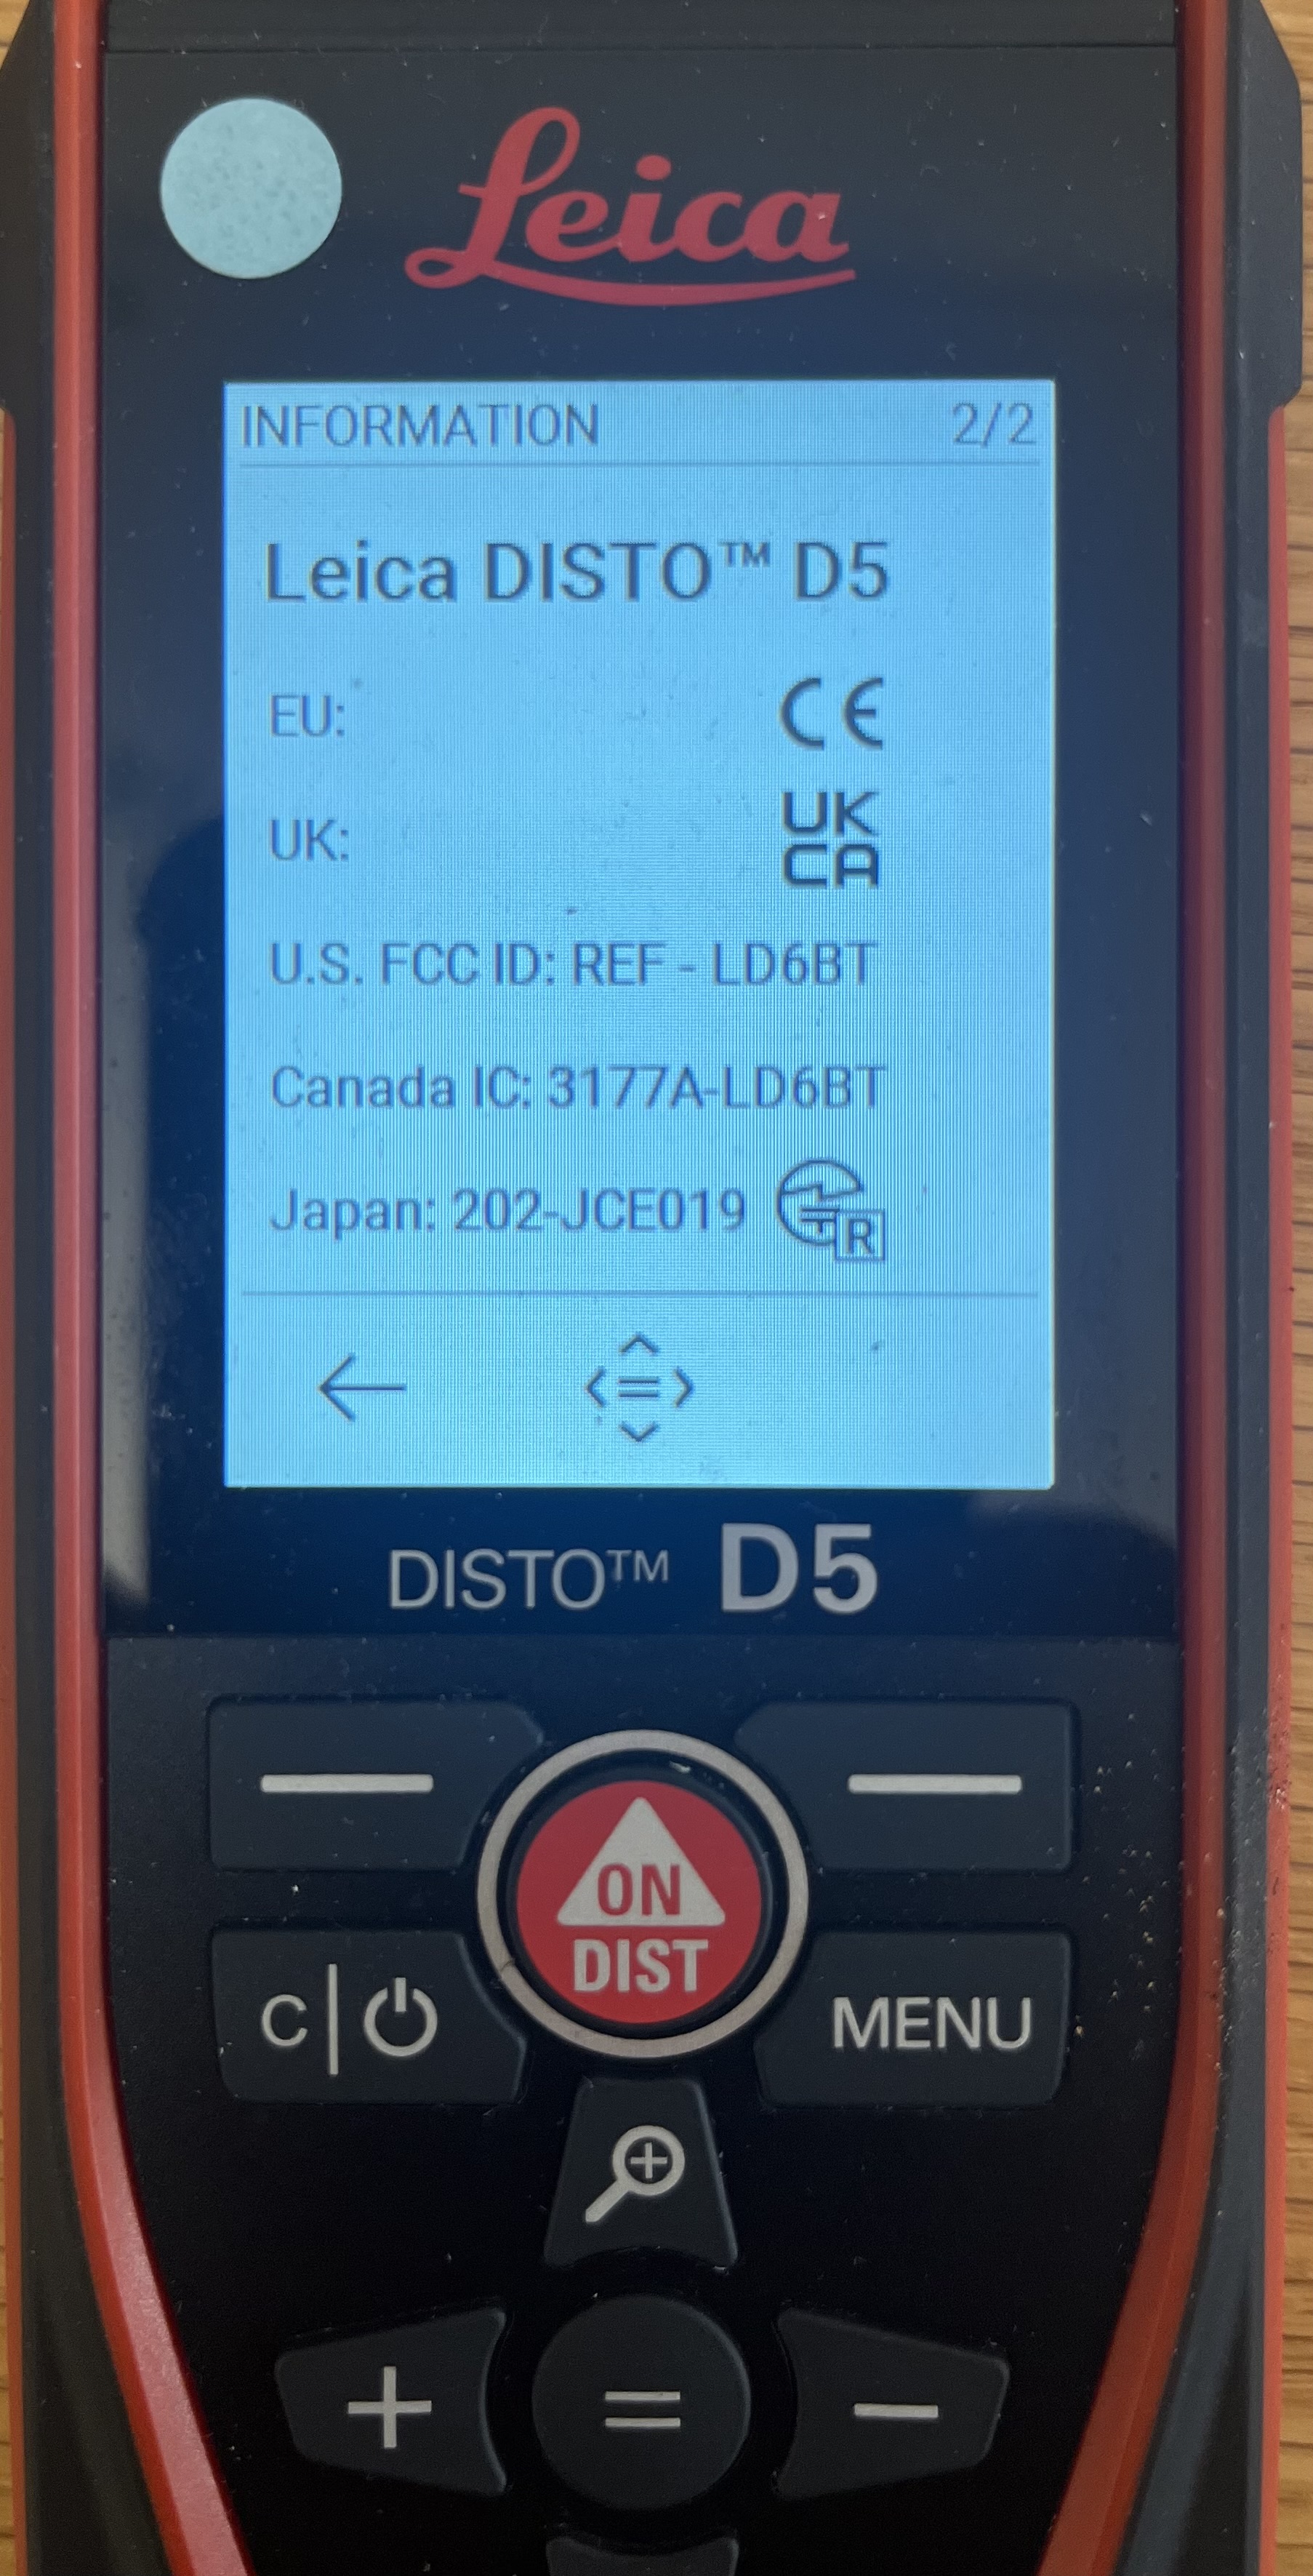 Leica
INFORMATION 2/2
Leica DISTO™ D5
EU: CE
UK: UK
CA
U.S. FCC ID: REF - LD6BT
Canada IC: 3177A-LD6BT
Japan: 202-JCE019 R
DISTO™ D5
ON
DIST
C MENU
+ = −